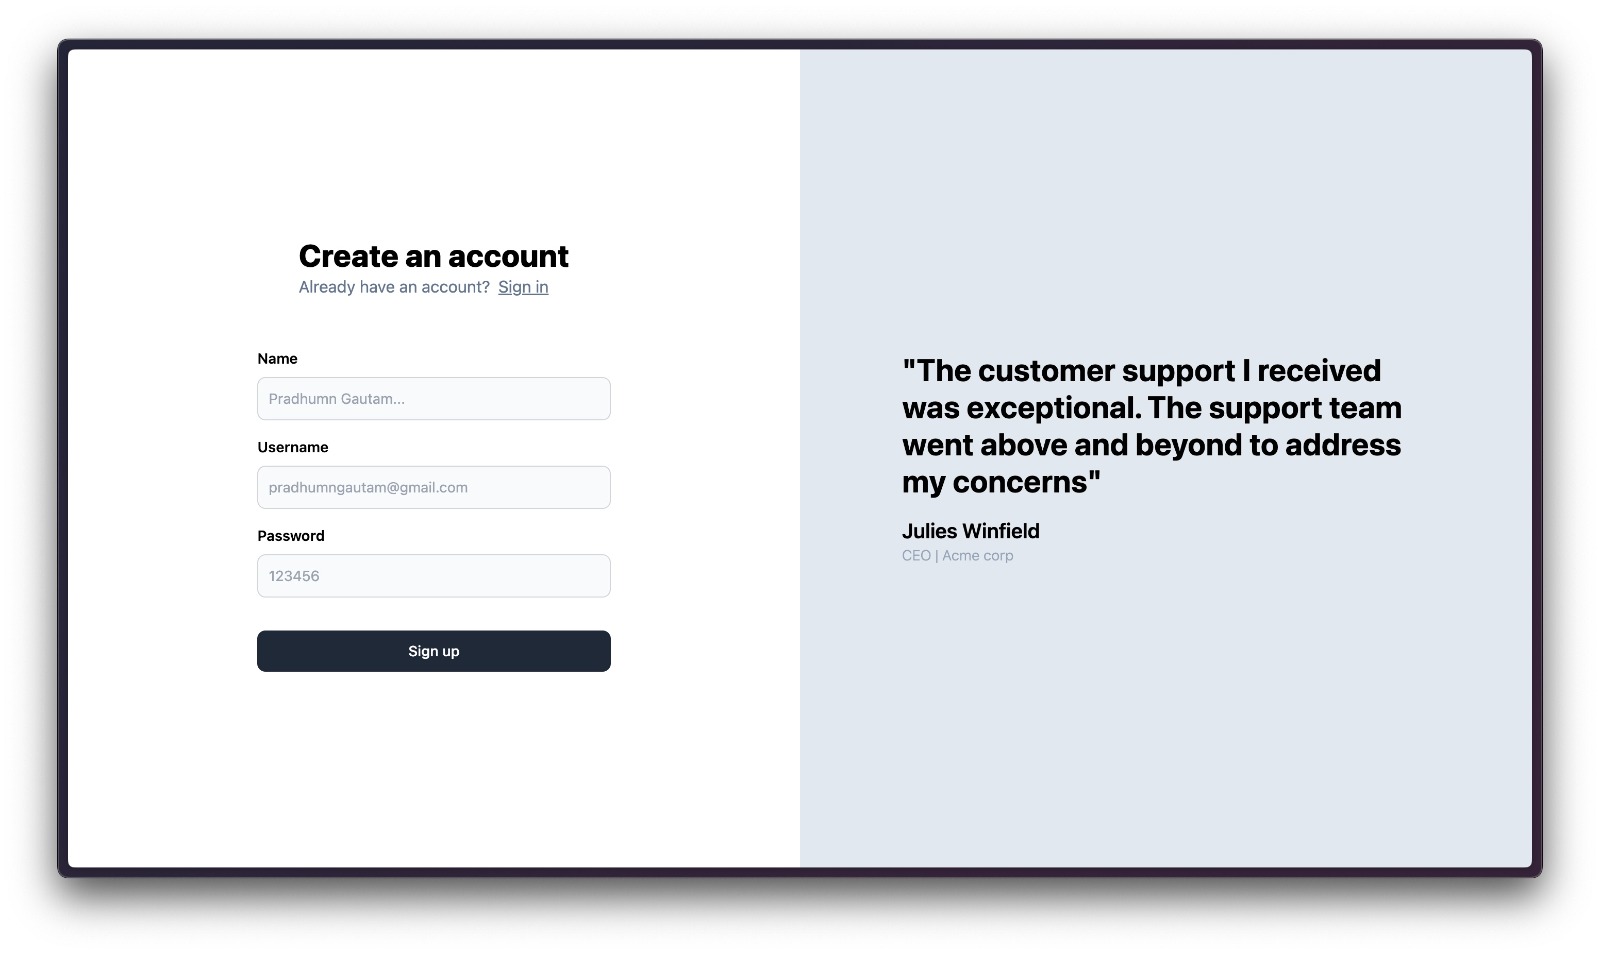 Create an account
Already have an account? Sign in
Name
Pradhumn Gautam...
Username
pradhumngautam@gmail.com
Password
123456
Sign up
"The customer support I received
was exceptional. The support team
went above and beyond to address
my concerns"
Julies Winfield
CEO | Acme corp